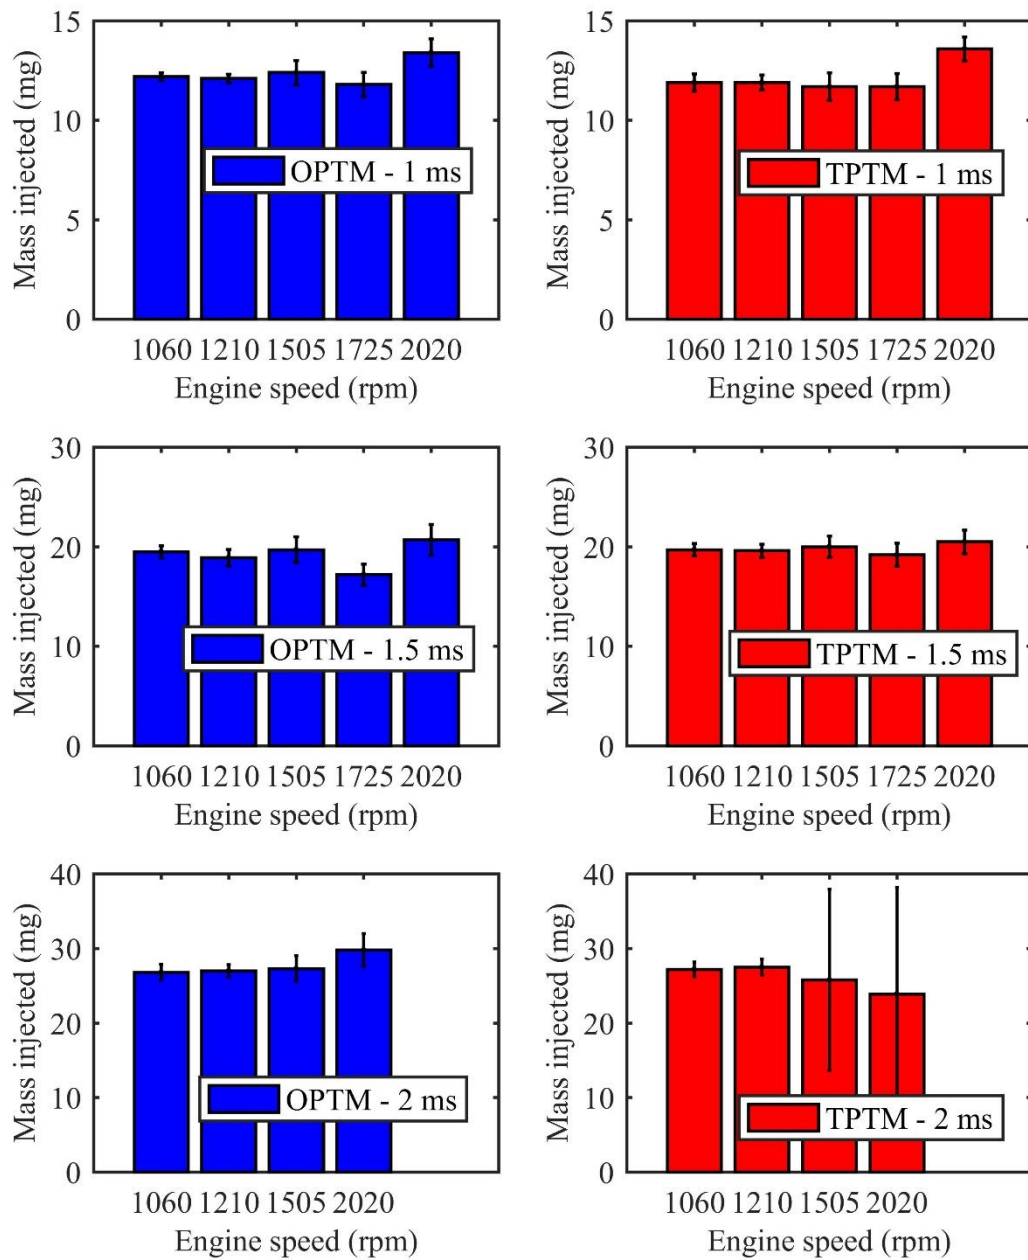 Mass injected (mg)
15
10
5
0
OPTM - 1 ms
1060 1210 1505 1725 2020
Engine speed (rpm)
Mass injected (mg)
15
10
5
0
TPTM - 1 ms
1060 1210 1505 1725 2020
Engine speed (rpm)
Mass injected (mg)
30
20
10
0
OPTM - 1.5 ms
1060 1210 1505 1725 2020
Engine speed (rpm)
Mass injected (mg)
30
20
10
0
TPTM - 1.5 ms
1060 1210 1505 1725 2020
Engine speed (rpm)
Mass injected (mg)
40
30
20
10
0
OPTM - 2 ms
1060 1210 1505 2020
Engine speed (rpm)
Mass injected (mg)
40
30
20
10
0
TPTM - 2 ms
1060 1210 1505 2020
Engine speed (rpm)